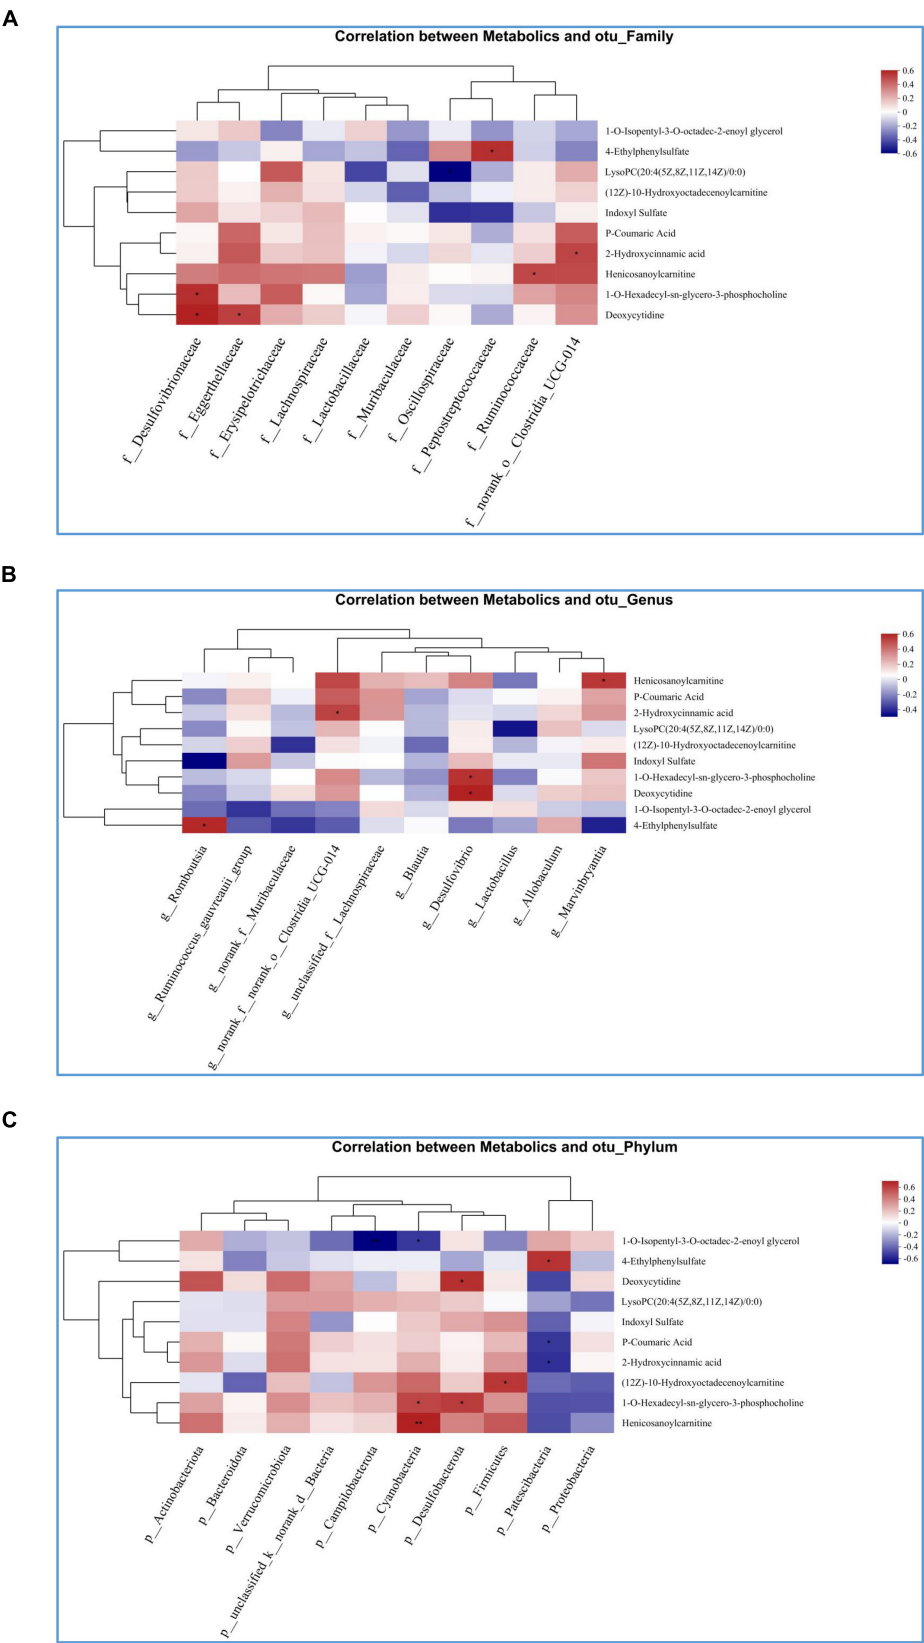 A
Correlation between Metabolics and otu_Family
0.6
0.4
0.2
0
-0.2
-0.4
-0.6
1-O-Isopentyl-3-O-octadec-2-enoyl glycerol
4-Ethylphenylsulfate
*
LysoPC(20:4(5Z,8Z,11Z,14Z)/0:0)
*
(12Z)-10-Hydroxyoctadecenoylcarnitine
Indoxyl Sulfate
P-Coumaric Acid
2-Hydroxycinnamic acid
*
Henicosanoylcarnitine
*
1-O-Hexadecyl-sn-glycero-3-phosphocholine
*
Deoxycytidine
* *
f__Desulfovibrionaceae
f__Eggerthellaceae
f__Erysipelotrichaceae
f__Lachnospiraceae
f__Lactobacillaceae
f__Muribaculaceae
f__Oscillospiraceae
f__Peptostreptococcaceae
f__Ruminococcaceae
f__norank_o__Clostridia_UCG-014
B
Correlation between Metabolics and otu_Genus
0.6
0.4
0.2
0
-0.2
-0.4
Henicosanoylcarnitine
*
P-Coumaric Acid
2-Hydroxycinnamic acid
*
LysoPC(20:4(5Z,8Z,11Z,14Z)/0:0)
(12Z)-10-Hydroxyoctadecenoylcarnitine
Indoxyl Sulfate
1-O-Hexadecyl-sn-glycero-3-phosphocholine
*
Deoxycytidine
*
1-O-Isopentyl-3-O-octadec-2-enoyl glycerol
4-Ethylphenylsulfate
*
g__Romboutsia
g__Ruminococcus_gauvreauii_group
g__norank_f__Muribaculaceae
g__norank_f__norank_o__Clostridia_UCG-014
g__unclassified_f__Lachnospiraceae
g__Blautia
g__Desulfovibrio
g__Lactobacillus
g__Allobaculum
g__Marvinbryantia
C
Correlation between Metabolics and otu_Phylum
0.6
0.4
0.2
0
-0.2
-0.4
-0.6
1-O-Isopentyl-3-O-octadec-2-enoyl glycerol
*
4-Ethylphenylsulfate
*
Deoxycytidine
*
LysoPC(20:4(5Z,8Z,11Z,14Z)/0:0)
Indoxyl Sulfate
P-Coumaric Acid
*
2-Hydroxycinnamic acid
*
(12Z)-10-Hydroxyoctadecenoylcarnitine
*
1-O-Hexadecyl-sn-glycero-3-phosphocholine
* *
Henicosanoylcarnitine
**
p__Actinobacteriota
p__Bacteroidota
p__Verrucomicrobiota
p__unclassified_k__norank_d__Bacteria
p__Campilobacterota
p__Cyanobacteria
p__Desulfobacterota
p__Firmicutes
p__Patescibacteria
p__Proteobacteria